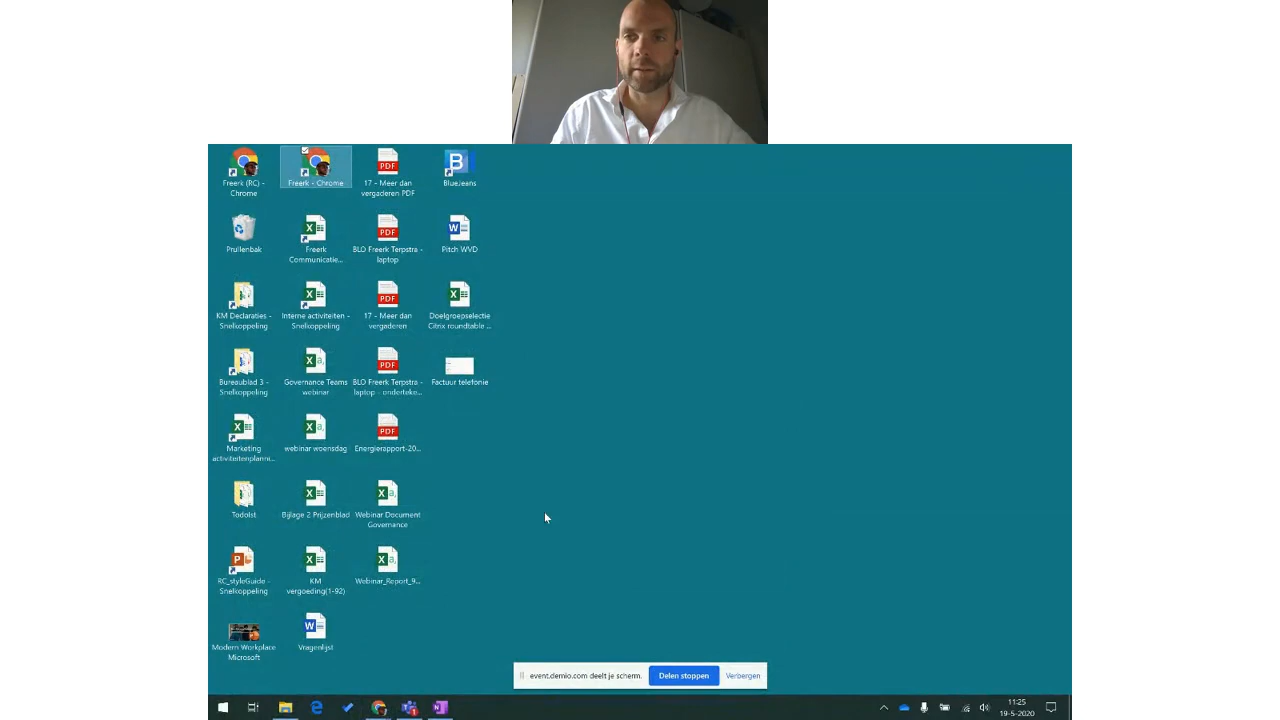 Freerk (RC) -
Chrome
Freerk - Chrome
17 - Meer dan
vergaderen PDF
BlueJeans
Prullenbak
Freerk
Communicatie...
BLO Freerk Terpstra -
laptop
Pitch WVD
KM Declaraties -
Snelkoppeling
Interne activiteiten -
Snelkoppeling
17 - Meer dan
vergaderen
Doelgroepselectie
Citrix roundtable ...
Bureaublad 3 -
Snelkoppeling
Governance Teams
webinar
BLO Freerk Terpstra -
laptop - onderteke...
Factuur telefonie
Marketing
activiteitenplanni...
webinar woensdag
Energierapport-20...
Todolst
Bijlage 2 Prijzenblad
Webinar Document
Governance
RC_styleGuide -
Snelkoppeling
KM
vergoeding(1-92)
Webinar_Report_9...
Modern Workplace
Microsoft
Vragenlijst
event.demio.com deelt je scherm.
Delen stoppen
Verbergen
11:25
19-5-2020